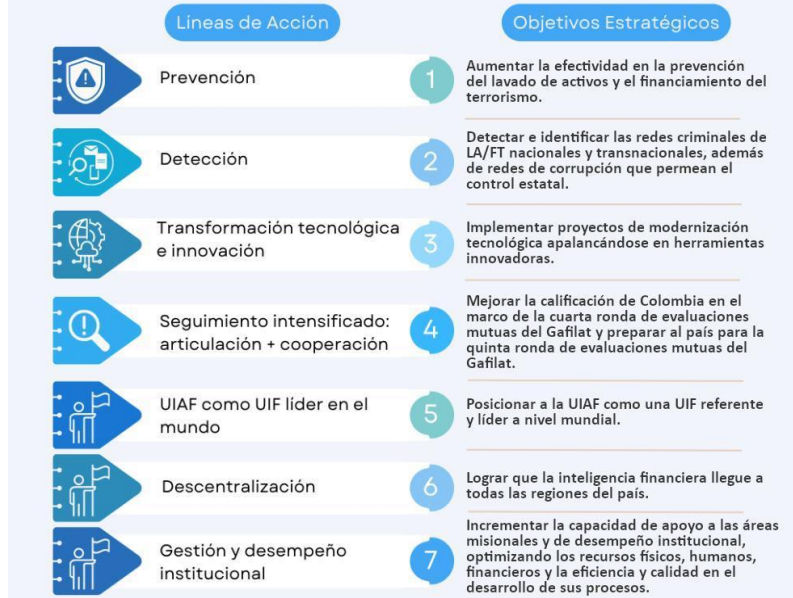 Líneas de Acción
Objetivos Estratégicos
Prevención
1
Aumentar la efectividad en la prevención
del lavado de activos y el financiamiento del
terrorismo.
Detección
2
Detectar e identificar las redes criminales de
LA/FT nacionales y transnacionales, además
de redes de corrupción que permean el
control estatal.
Transformación tecnológica
e innovación
3
Implementar proyectos de modernización
tecnológica apalancándose en herramientas
innovadoras.
Seguimiento intensificado:
articulación + cooperación
4
Mejorar la calificación de Colombia en el
marco de la cuarta ronda de evaluaciones
mutuas del Gafilat y preparar al país para la
quinta ronda de evaluaciones mutuas del
Gafilat.
UIAF como UIF líder en el
mundo
5
Posicionar a la UIAF como una UIF referente
y líder a nivel mundial.
Descentralización
6
Lograr que la inteligencia financiera llegue a
todas las regiones del país.
Gestión y desempeño
institucional
7
Incrementar la capacidad de apoyo a las áreas
misionales y de desempeño institucional,
optimizando los recursos físicos, humanos,
financieros y la eficiencia y calidad en el
desarrollo de sus procesos.